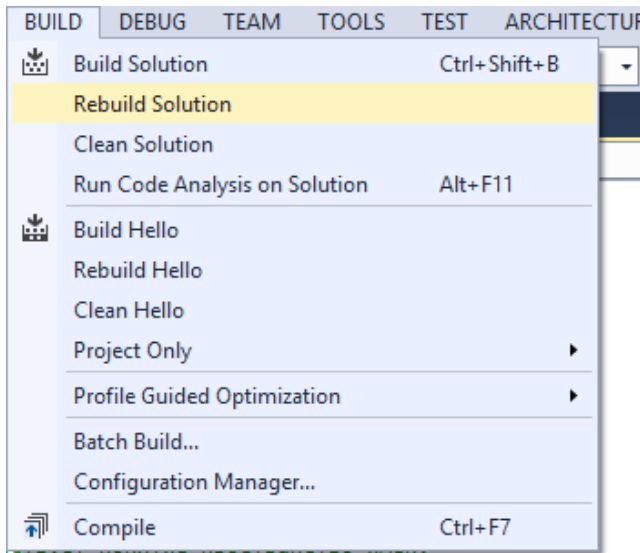 BUILD DEBUG TEAM TOOLS TEST ARCHITECTUR
Build Solution Ctrl+Shift+B
Rebuild Solution
Clean Solution
Run Code Analysis on Solution Alt+F11
Build Hello
Rebuild Hello
Clean Hello
Project Only
Profile Guided Optimization
Batch Build...
Configuration Manager...
Compile Ctrl+F7